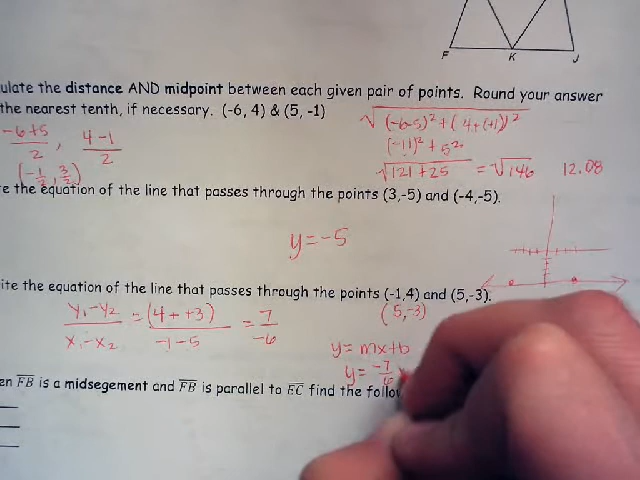 F K J
ulate the distance AND midpoint between each given pair of points. Round your answer
the nearest tenth, if necessary. (-6, 4) & (5, -1)
-6+5/2 , 4-1/2
(-1/2, 3/2)
√(-6-5)²+(4+(+1)²
(-11)² + 5²
√121+25 = √146 12.08
e the equation of the line that passes through the points (3,-5) and (-4,-5).
y=-5
ite the equation of the line that passes through the points (-1,4) and (5,-3).
y₁-y₂/x₁-x₂ = (4++3)/-1-5 = 7/-6
(5,-3)
y=mx+b
y=-7/6
en FB is a midsegement and FB is parallel to EC find the follo